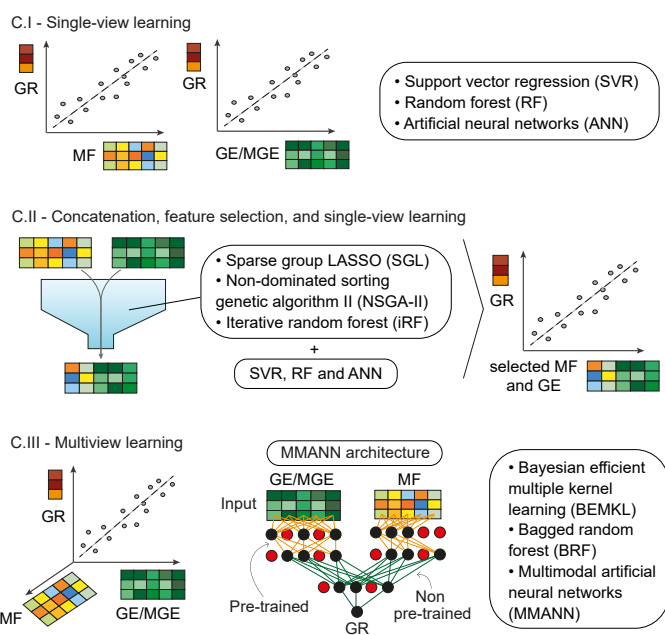 C.I - Single-view learning
GR
MF
GR
GE/MGE
• Support vector regression (SVR)
• Random forest (RF)
• Artificial neural networks (ANN)
C.II - Concatenation, feature selection, and single-view learning
• Sparse group LASSO (SGL)
• Non-dominated sorting
genetic algorithm II (NSGA-II)
• Iterative random forest (iRF)
+
SVR, RF and ANN
GR
selected MF
and GE
C.III - Multiview learning
GR
MF
GE/MGE
MMANN architecture
GE/MGE
MF
Input
Pre-trained
Non
pre-trained
GR
• Bayesian efficient
multiple kernel
learning (BEMKL)
• Bagged random
forest (BRF)
• Multimodal artificial
neural networks
(MMANN)